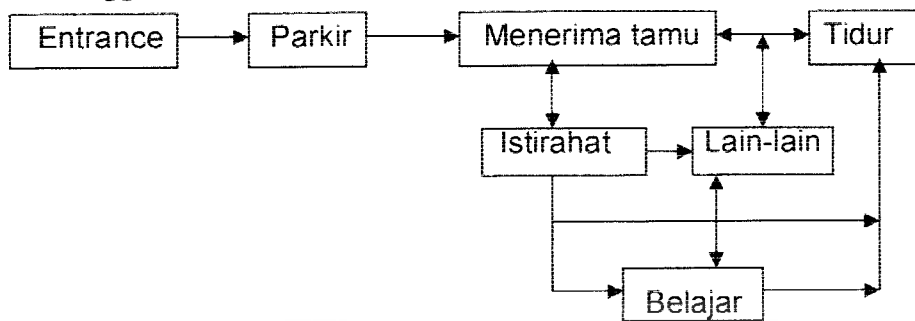 Entrance
Parkir
Menerima tamu
Tidur
Istirahat
Lain-lain
Belajar